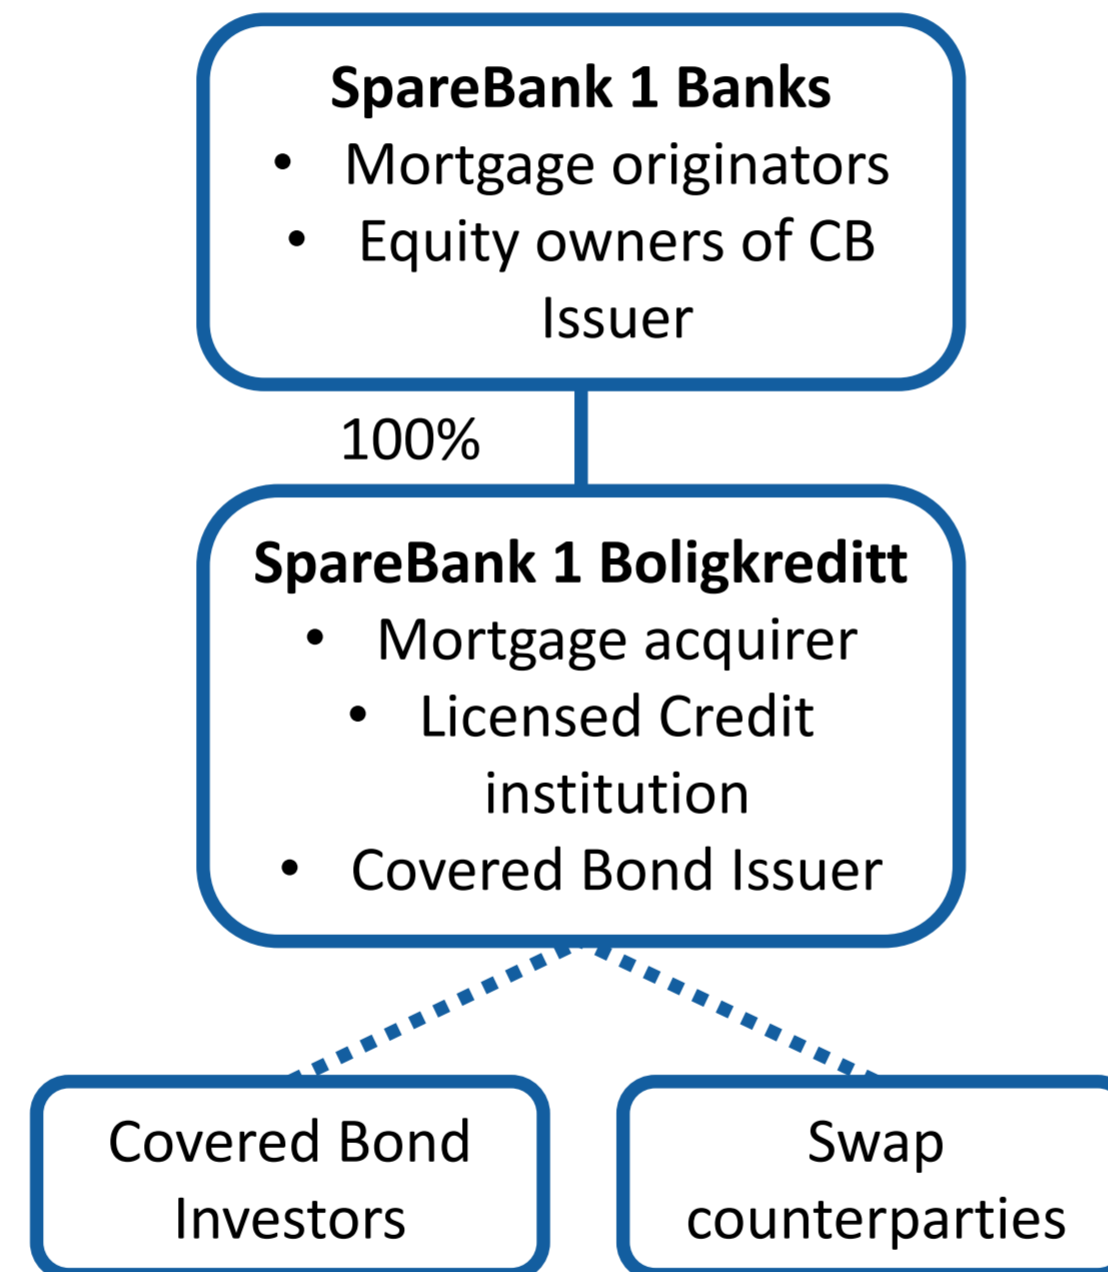 SpareBank 1 Banks
• Mortgage originators
• Equity owners of CB
Issuer
100%
SpareBank 1 Boligkreditt
• Mortgage acquirer
• Licensed Credit
institution
• Covered Bond Issuer
Covered Bond
Investors
Swap
counterparties